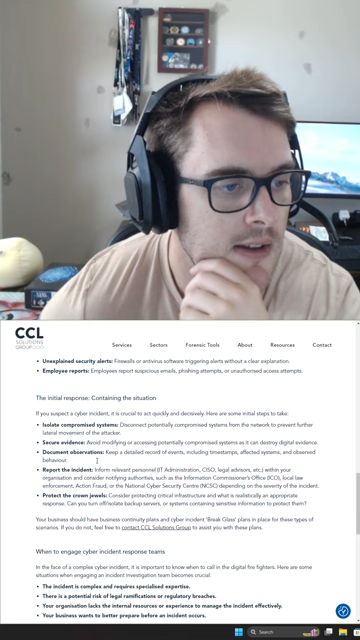 CCL
SOLUTIONS
GROUP
Services
Sectors
Forensic Tools
About
Resources
Contact
• Unexplained security alerts: Firewalls or antivirus software triggering alerts without a clear explanation.
• Employee reports: Employees report suspicious emails, phishing attempts, or unauthorised access attempts.
The initial response: Containing the situation
If you suspect a cyber incident, it is crucial to act quickly and decisively. Here are some initial steps to take:
• Isolate compromised systems: Disconnect potentially compromised systems from the network to prevent further
lateral movement of the attacker.
• Secure evidence: Avoid modifying or accessing potentially compromised systems as it can destroy digital evidence.
• Document observations: Keep a detailed record of events, including timestamps, affected systems, and observed
behaviour.
• Report the incident: Inform relevant personnel (IT Administration, CISO, legal advisors, etc.) within your
organisation and consider notifying authorities, such as the Information Commissioner's Office (ICO), local law
enforcement, Action Fraud, or the National Cyber Security Centre (NCSC) depending on the severity of the incident.
• Protect the crown jewels: Consider protecting critical infrastructure and what is realistically an appropriate
response. Can you turn off/isolate backup servers, or systems containing sensitive information to protect them?
Your business should have business continuity plans and cyber incident 'Break Glass' plans in place for these types of
scenarios. If you do not, feel free to contact CCL Solutions Group to assist you with these plans.
When to engage cyber incident response teams
In the face of a complex cyber incident, it is important to know when to call in the digital fire fighters. Here are some
situations when engaging an incident investigation team becomes crucial:
• The incident is complex and requires specialised expertise.
• There is a potential risk of legal ramifications or regulatory breaches.
• Your organisation lacks the internal resources or experience to manage the incident effectively.
• Your business wants to better prepare before an incident occurs.
Search